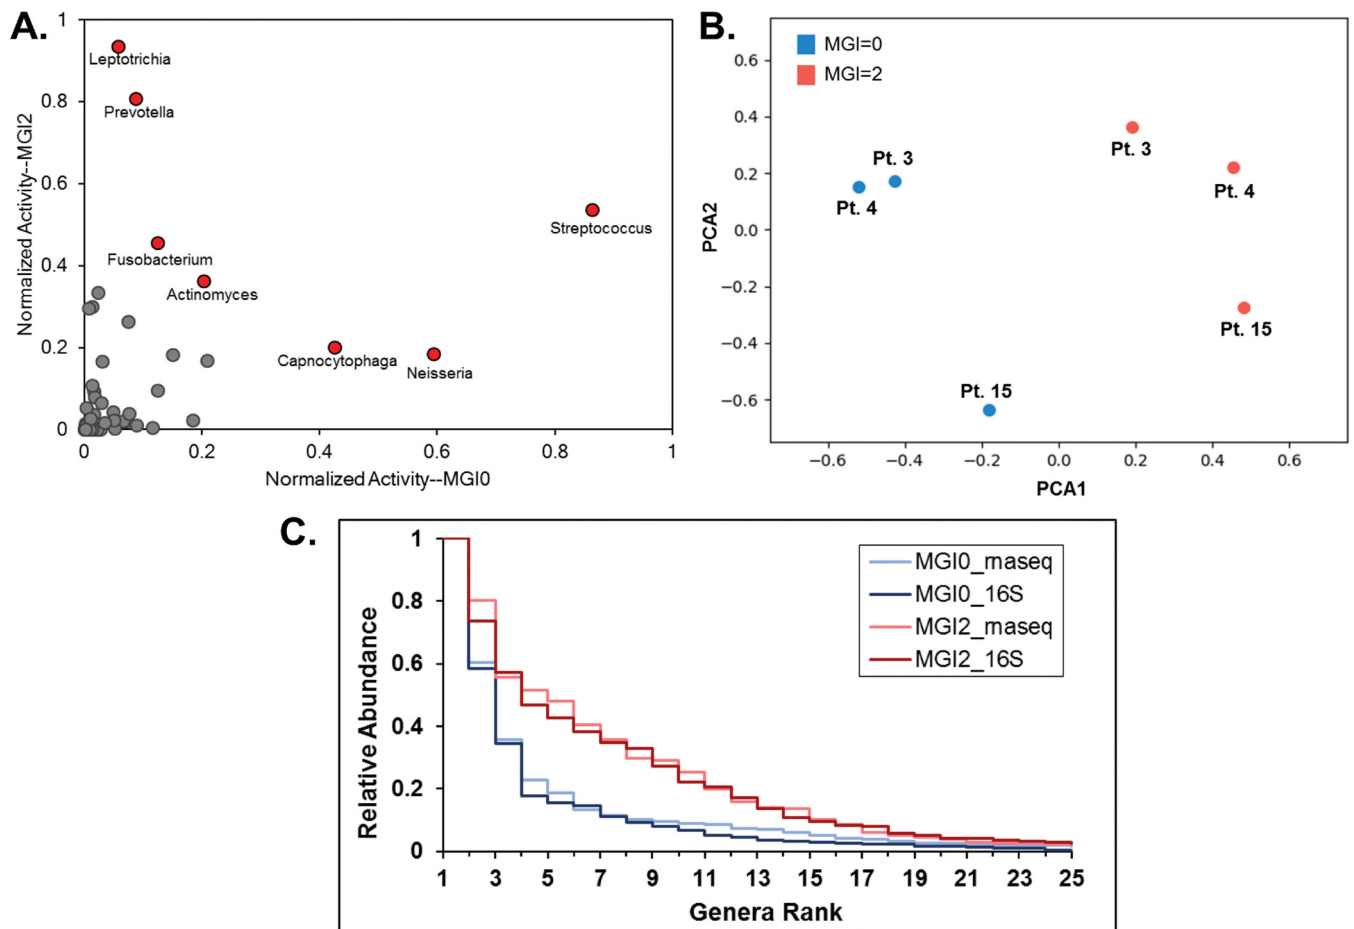 A.
1
0.8
0.6
0.4
0.2
0
Normalized Activity--MGI2
Leptotrichia
Prevotella
Fusobacterium
Actinomyces
Streptococcus
Capnocytophaga
Neisseria
0 0.2 0.4 0.6 0.8 1
Normalized Activity--MGI0
B.
MGI=0
MGI=2
0.6
0.4
0.2
0.0
−0.2
−0.4
−0.6
PCA2
Pt. 3
Pt. 4
Pt. 3
Pt. 4
Pt. 15
Pt. 15
−0.6 −0.4 −0.2 0.0 0.2 0.4 0.6
PCA1
C.
1
0.8
0.6
0.4
0.2
0
Relative Abundance
MGI0_rnaseq
MGI0_16S
MGI2_rnaseq
MGI2_16S
1 3 5 7 9 11 13 15 17 19 21 23 25
Genera Rank